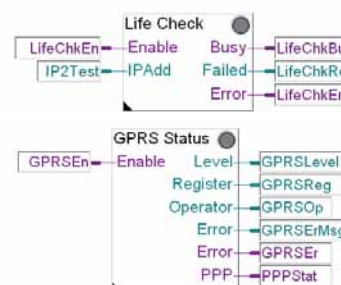 Life Check
LifeChkEn Enable Busy LifeChkBu
IP2Test IPAdd Failed LifeChkRe
Error LifeChkEr
GPRS Status
GPRSEn Enable Level GPRSLevel
Register GPRSReg
Operator GPRSOp
Error GPRSErMsg
Error GPRSEr
PPP PPPStat